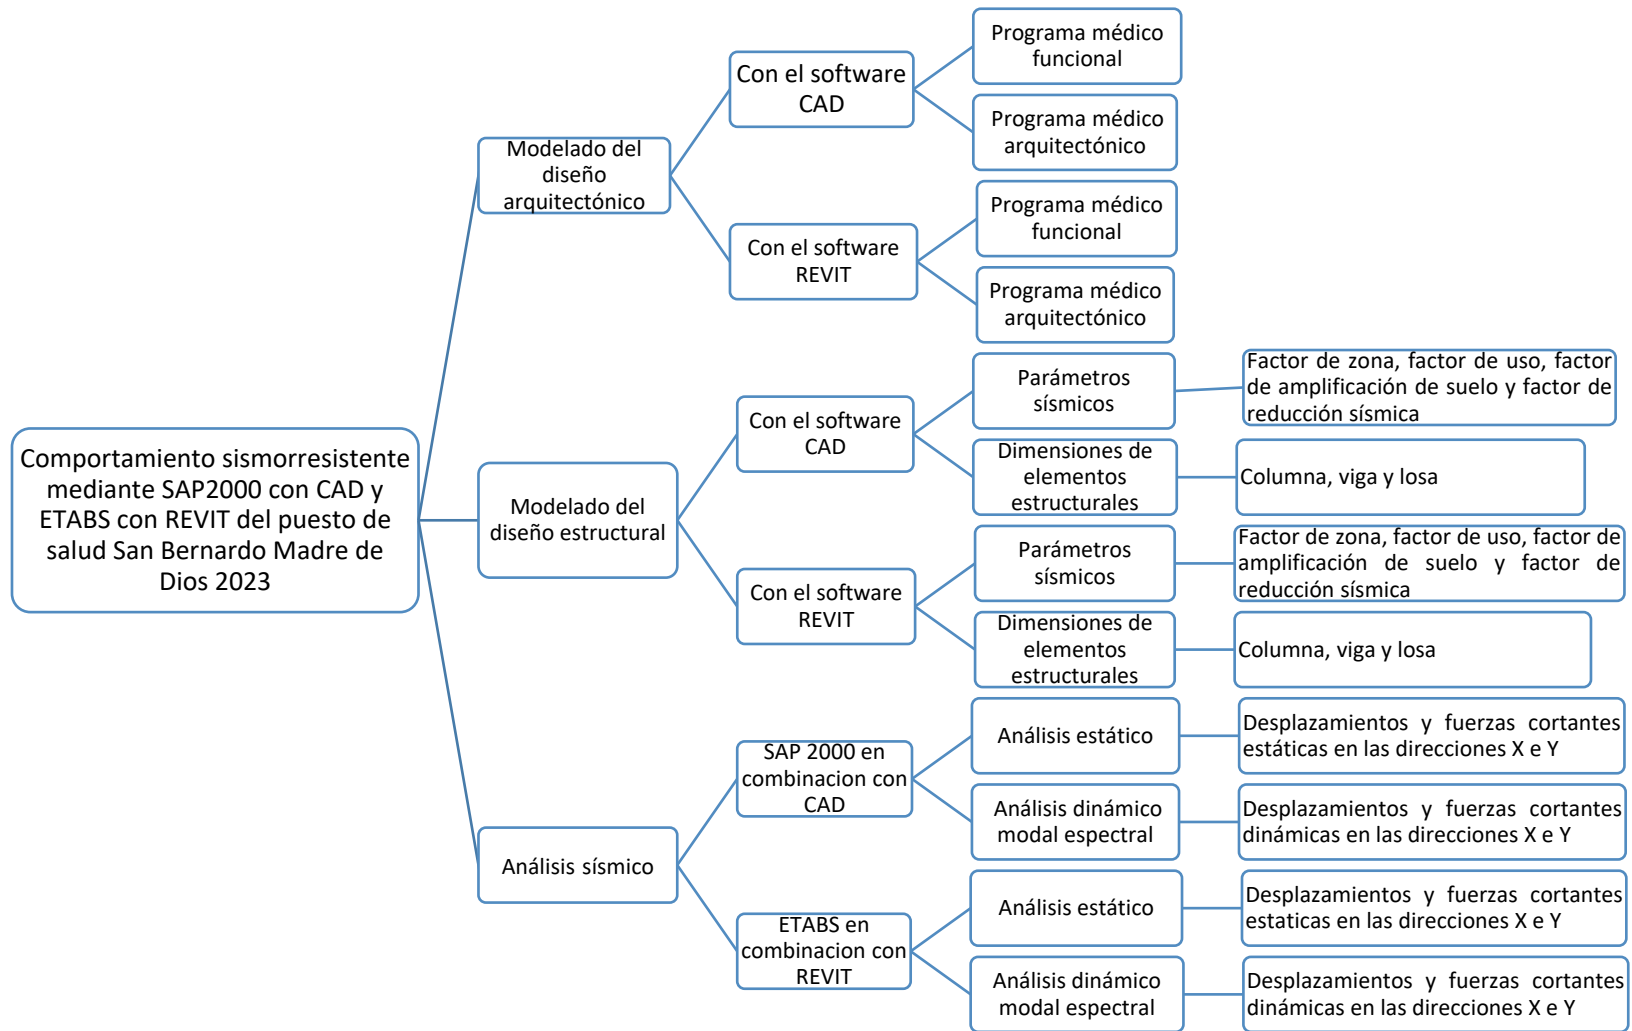 Comportamiento sismorresistente
mediante SAP2000 con CAD y
ETABS con REVIT del puesto de
salud San Bernardo Madre de
Dios 2023
Modelado del
diseño
arquitectónico
Con el software
CAD
Programa médico
funcional
Programa médico
arquitectónico
Con el software
REVIT
Programa médico
funcional
Programa médico
arquitectónico
Modelado del
diseño estructural
Con el software
CAD
Parámetros
sísmicos
Factor de zona, factor de uso, factor
de amplificación de suelo y factor de
reducción sísmica
Dimensiones de
elementos
estructurales
Columna, viga y losa
Con el software
REVIT
Parámetros
sísmicos
Factor de zona, factor de uso, factor de
amplificación de suelo y factor de
reducción sísmica
Dimensiones de
elementos
estructurales
Columna, viga y losa
Análisis sísmico
SAP 2000 en
combinacion con
CAD
Análisis estático
Desplazamientos y fuerzas cortantes
estáticas en las direcciones X e Y
Análisis dinámico
modal espectral
Desplazamientos y fuerzas cortantes
dinámicas en las direcciones X e Y
ETABS en
combinacion con
REVIT
Análisis estático
Desplazamientos y fuerzas cortantes
estaticas en las direcciones X e Y
Análisis dinámico
modal espectral
Desplazamientos y fuerzas cortantes
dinámicas en las direcciones X e Y